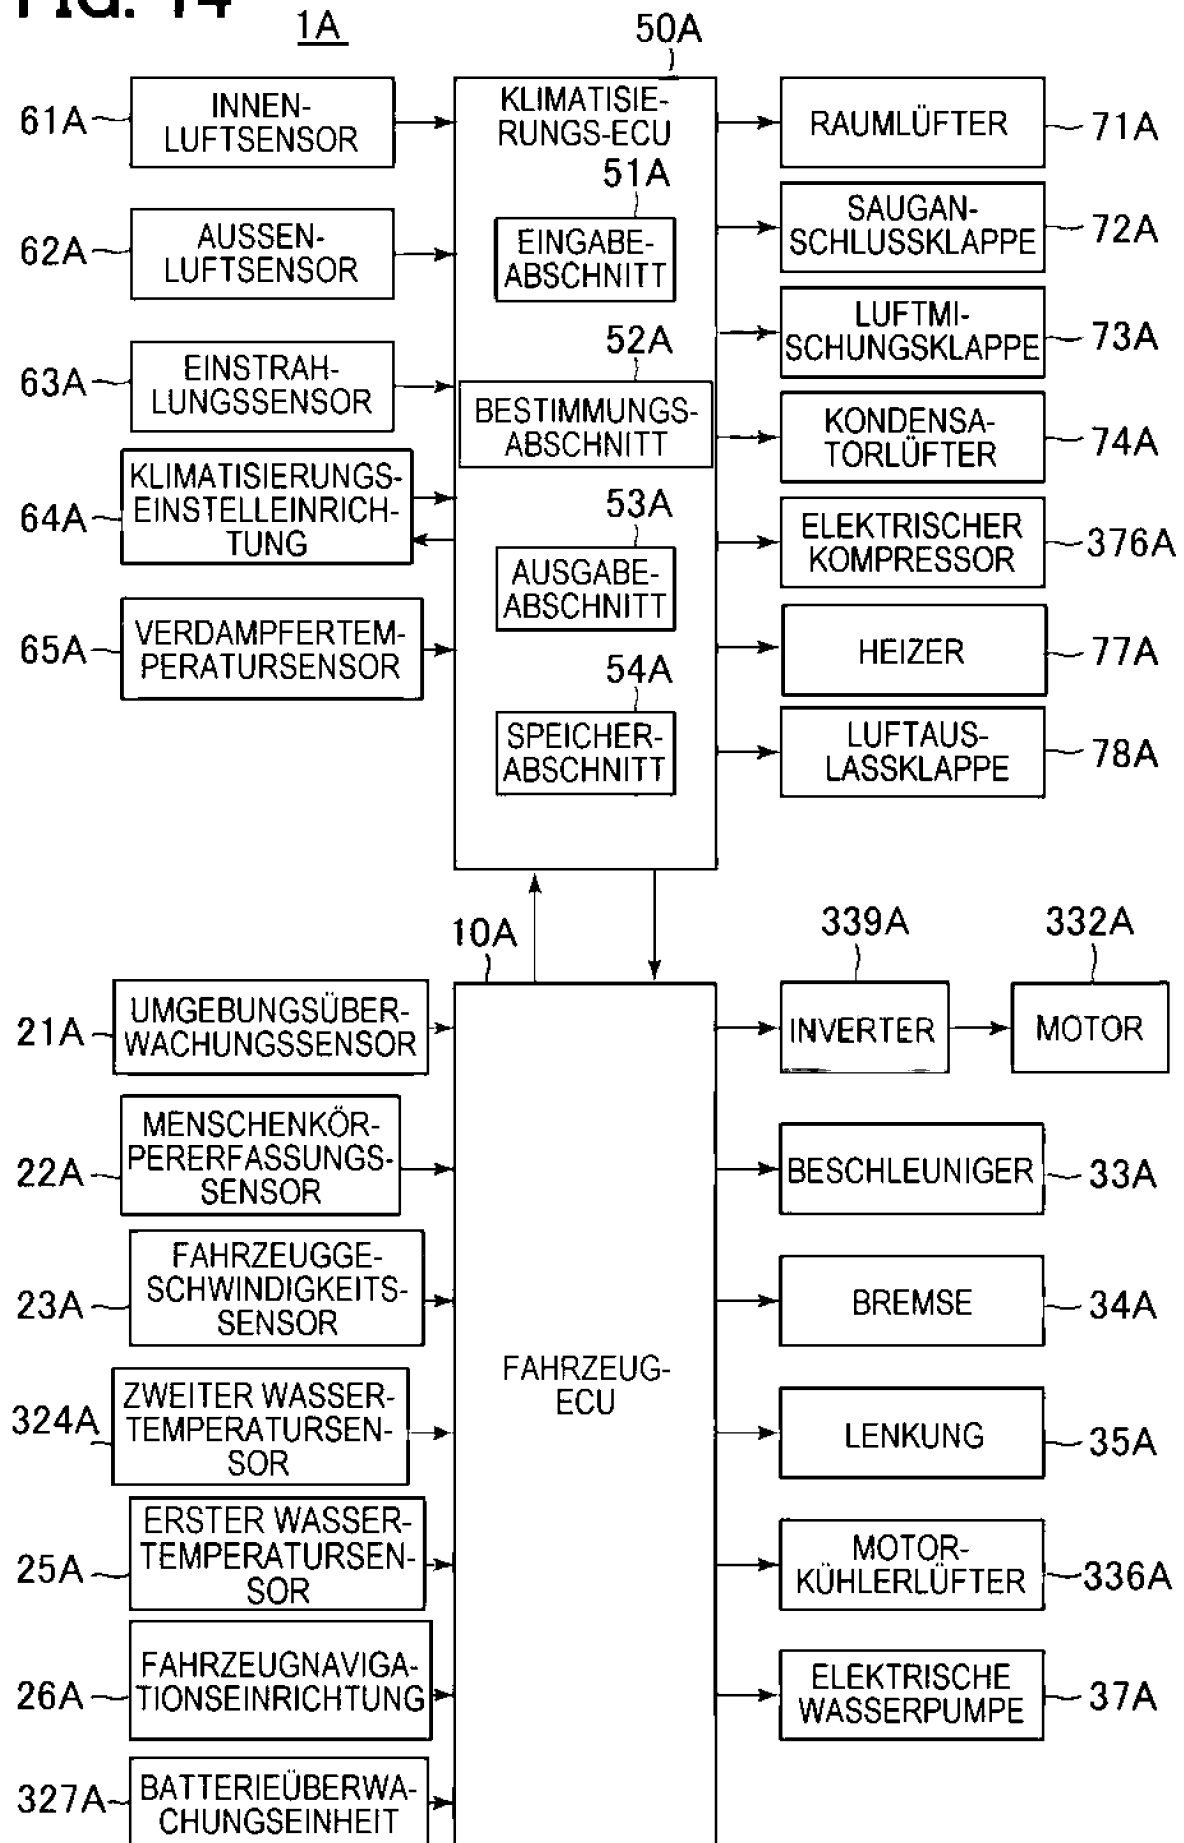 FIG. 14
1A
50A
61A
INNEN-
LUFTSENSOR
62A
AUSSEN-
LUFTSENSOR
63A
EINSTRAH-
LUNGSSENSOR
64A
KLIMATISIERUNGS-
EINSTELLEINRICH-
TUNG
65A
VERDAMPFERTEM-
PERATURSENSOR
KLIMATISIE-
RUNGS-ECU
51A
EINGABE-
ABSCHNITT
52A
BESTIMMUNGS-
ABSCHNITT
53A
AUSGABE-
ABSCHNITT
54A
SPEICHER-
ABSCHNITT
RAUMLÜFTER
71A
SAUGAN-
SCHLUSSKLAPPE
72A
LUFTMI-
SCHUNGSKLAPPE
73A
KONDENSA-
TORLÜFTER
74A
ELEKTRISCHER
KOMPRESSOR
376A
HEIZER
77A
LUFTAUS-
LASSKLAPPE
78A
10A
21A
UMGEBUNGSÜBER-
WACHUNGSSENSOR
22A
MENSCHENKÖR-
PERERFASSUNGS-
SENSOR
23A
FAHRZEUGGE-
SCHWINDIGKEITS-
SENSOR
324A
ZWEITER WASSER-
TEMPERATURSEN-
SOR
25A
ERSTER WASSER-
TEMPERATURSEN-
SOR
26A
FAHRZEUGNAVIGA-
TIONSEINRICHTUNG
327A
BATTERIEÜBERWA-
CHUNGSEINHEIT
FAHRZEUG-
ECU
339A
INVERTER
332A
MOTOR
BESCHLEUNIGER
33A
BREMSE
34A
LENKUNG
35A
MOTOR-
KÜHLERLÜFTER
336A
ELEKTRISCHE
WASSERPUMPE
37A